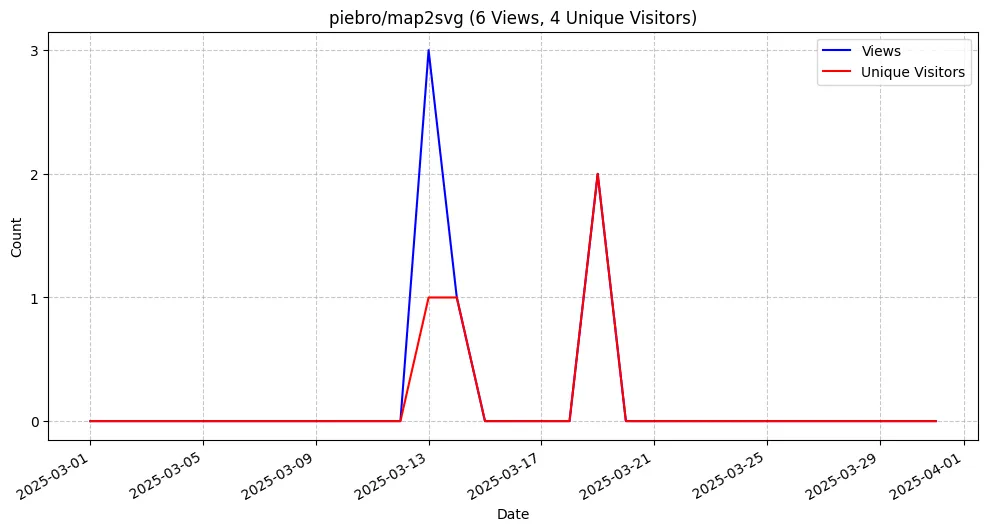 piebro/map2svg (6 Views, 4 Unique Visitors)
Views
Unique Visitors
Count
3
2
1
0
2025-03-01
2025-03-05
2025-03-09
2025-03-13
2025-03-17
2025-03-21
2025-03-25
2025-03-29
2025-04-01
Date